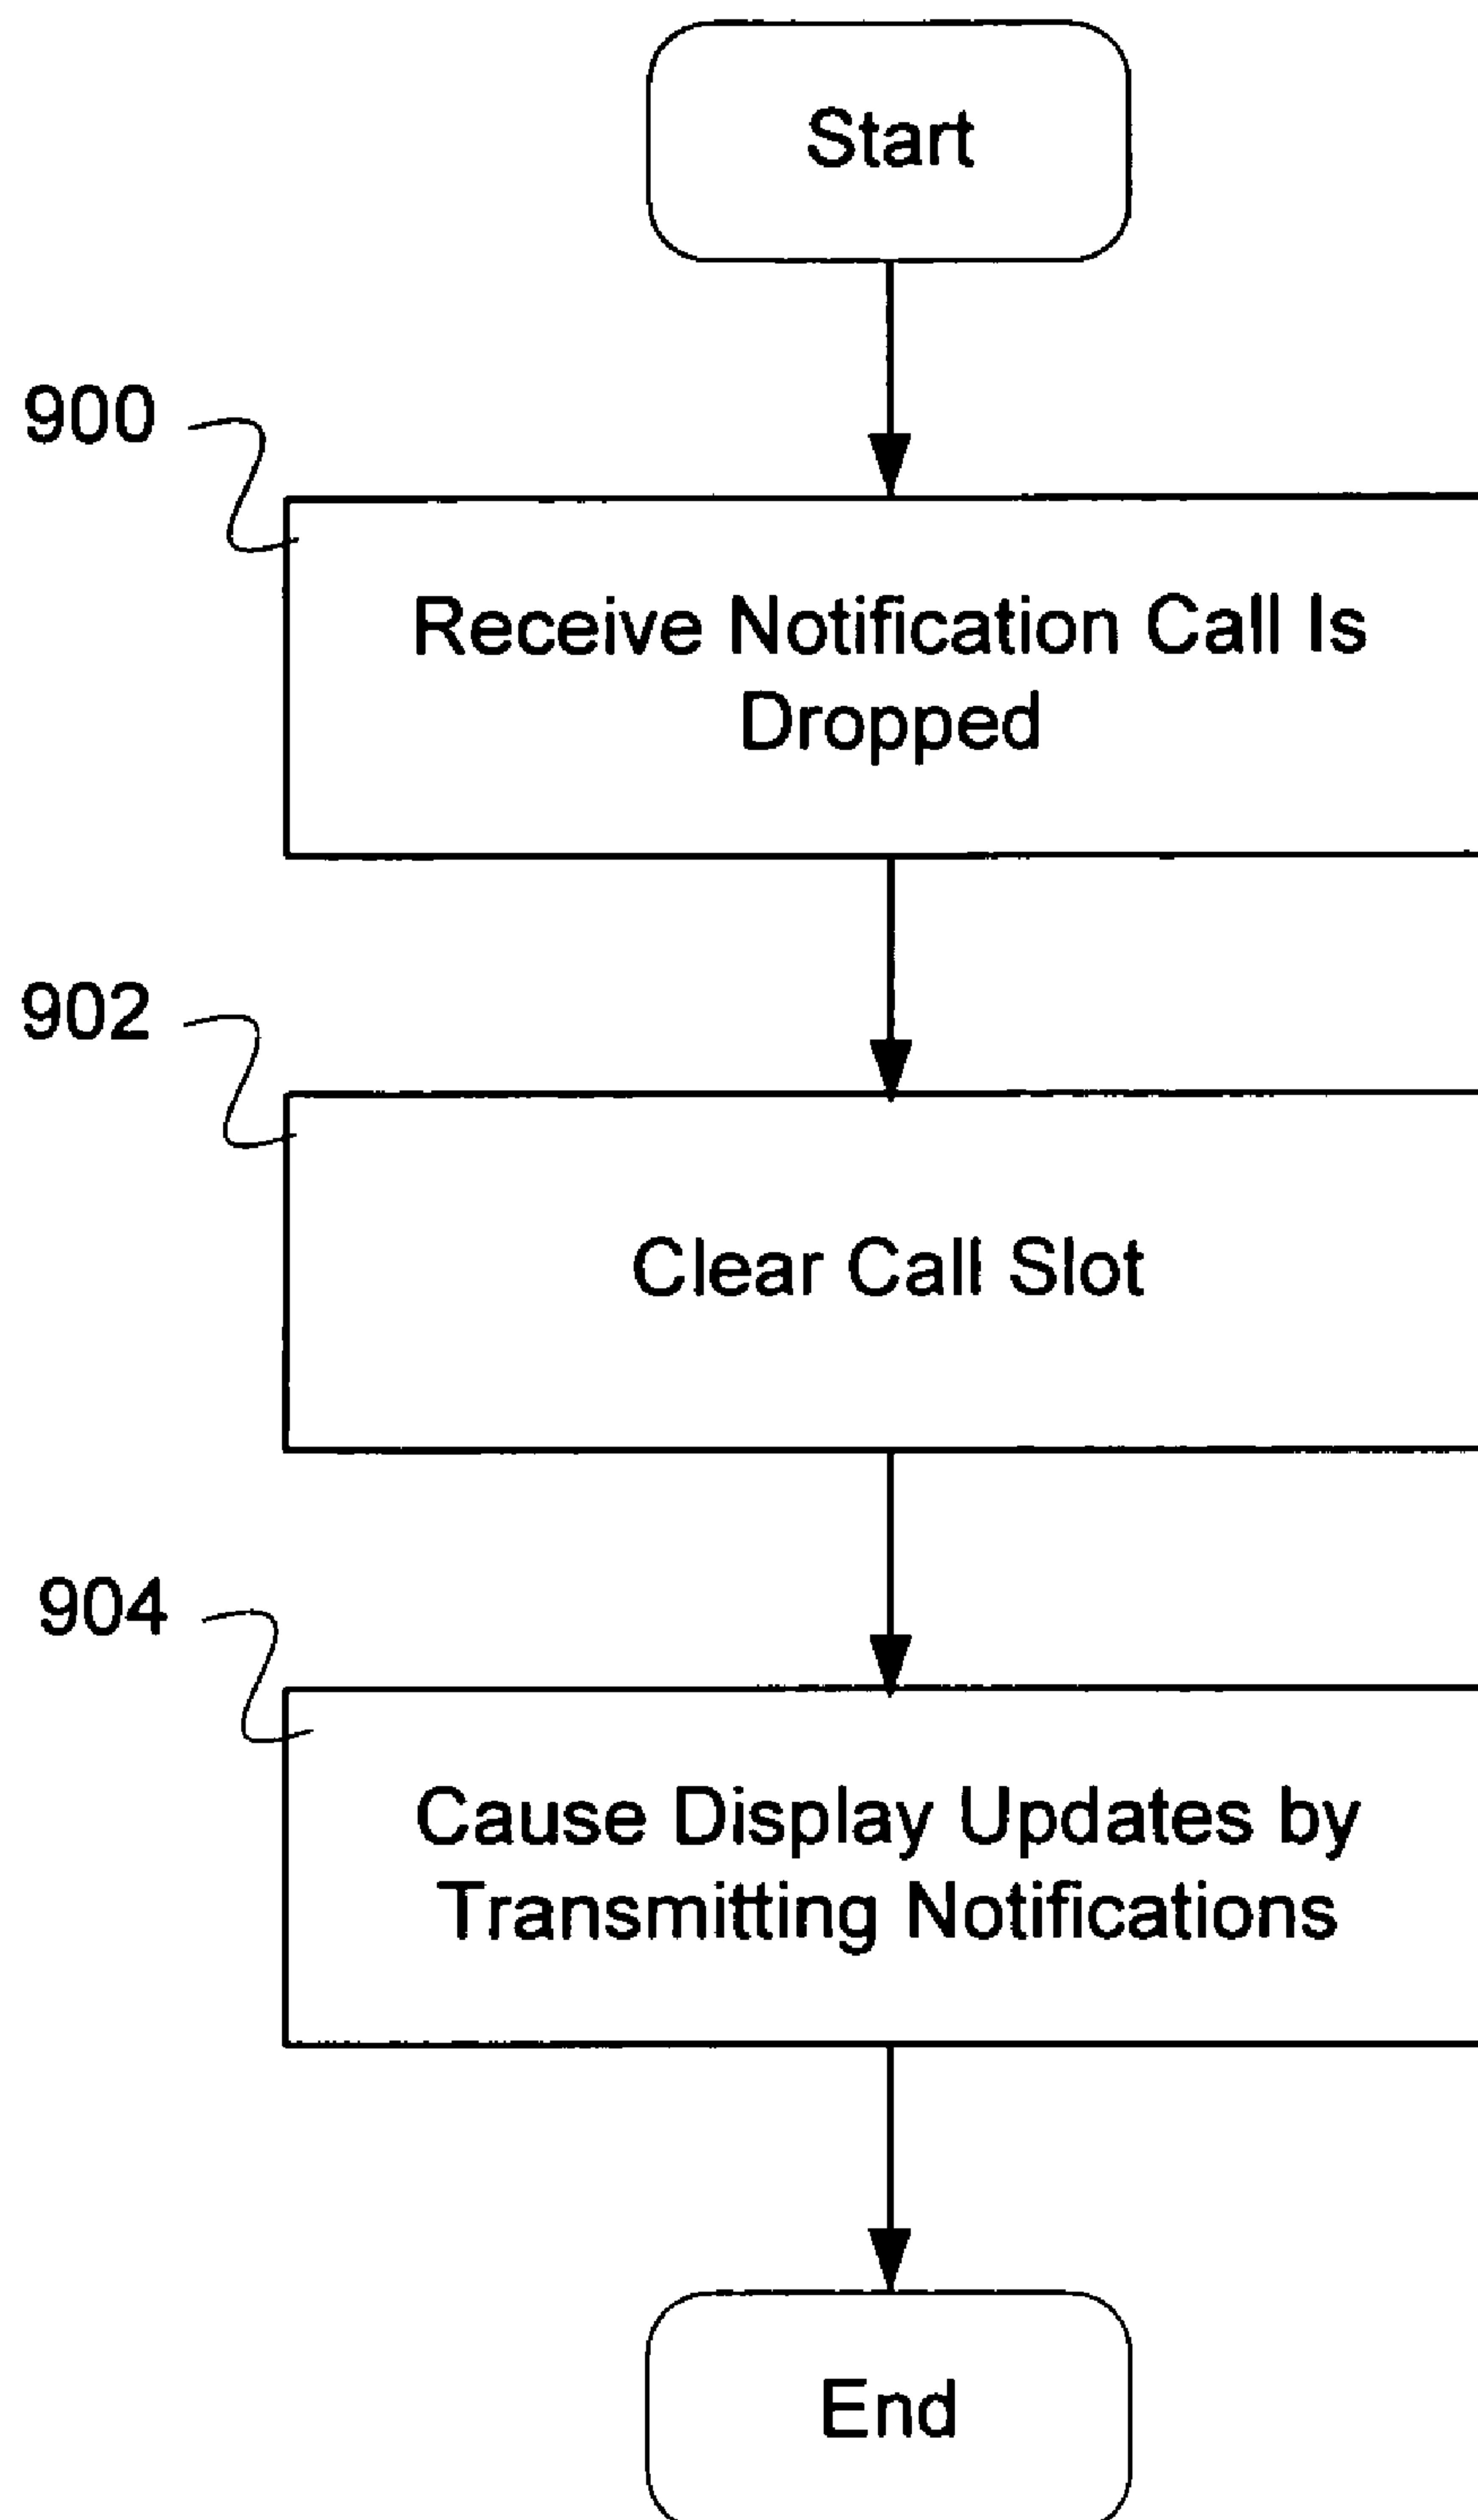 Start
900
Receive Notification Call Is
Dropped
902
Clear Call Slot
904
Cause Display Updates by
Transmitting Notifications
End